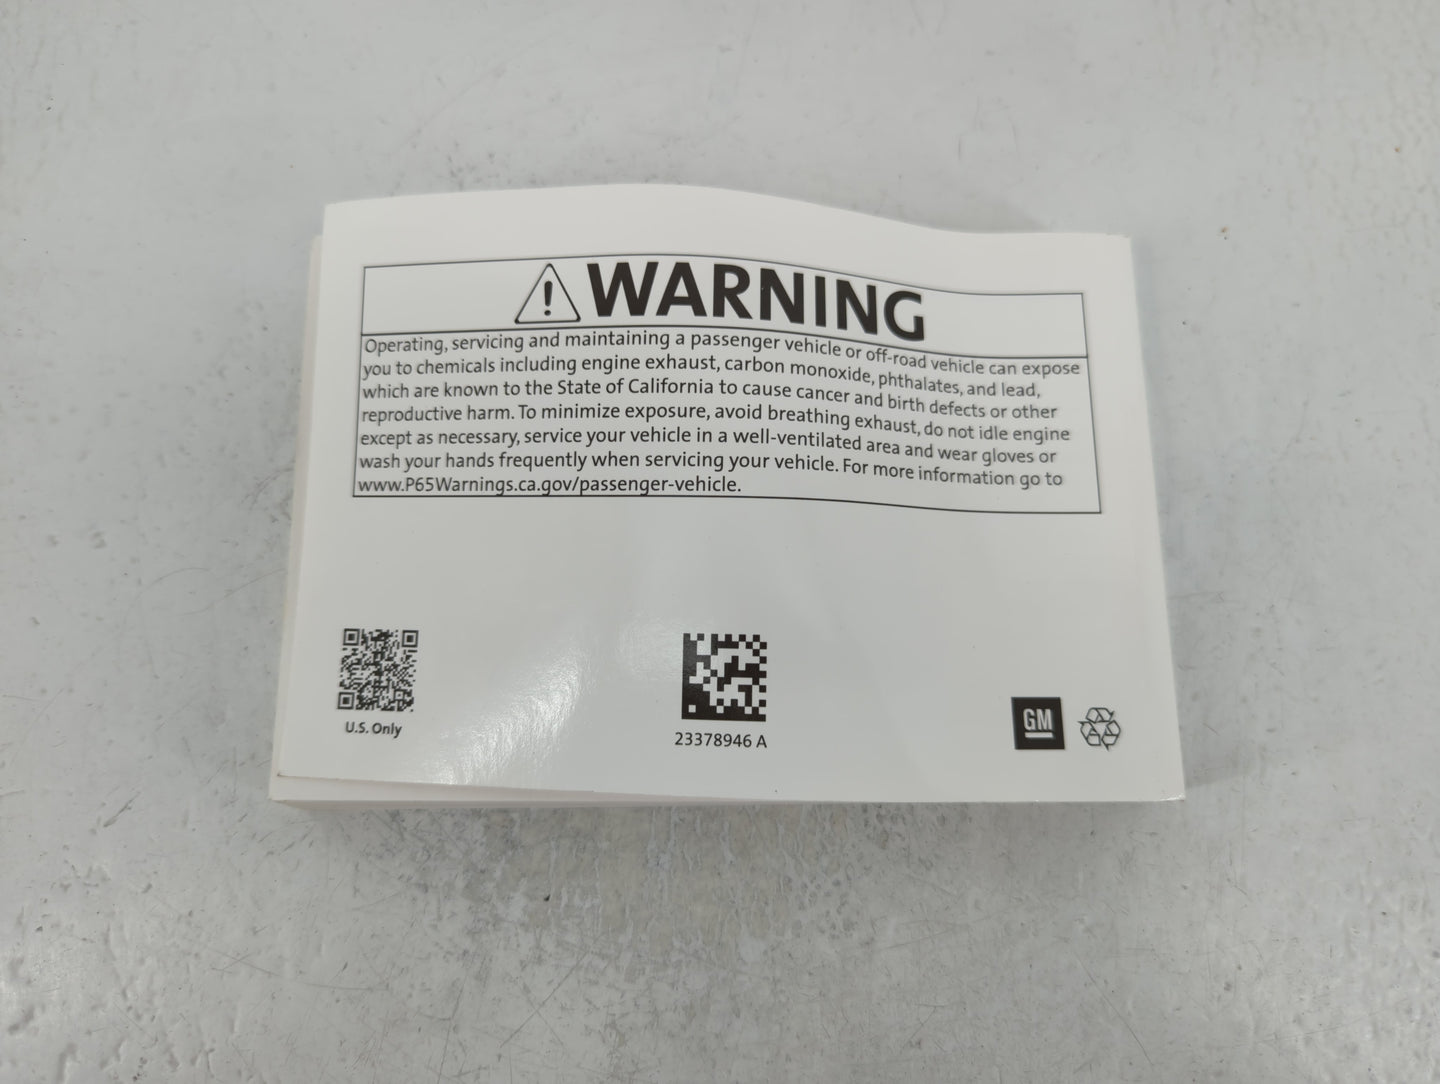 WARNING
Operating, servicing and maintaining a passenger vehicle or off-road vehicle can expose
you to chemicals including engine exhaust, carbon monoxide, phthalates, and lead,
which are known to the State of California to cause cancer and birth defects or other
reproductive harm. To minimize exposure, avoid breathing exhaust, do not idle engine
except as necessary, service your vehicle in a well-ventilated area and wear gloves or
wash your hands frequently when servicing your vehicle. For more information go to
www.P65Warnings.ca.gov/passenger-vehicle.
U.S. Only
23378946 A
GM